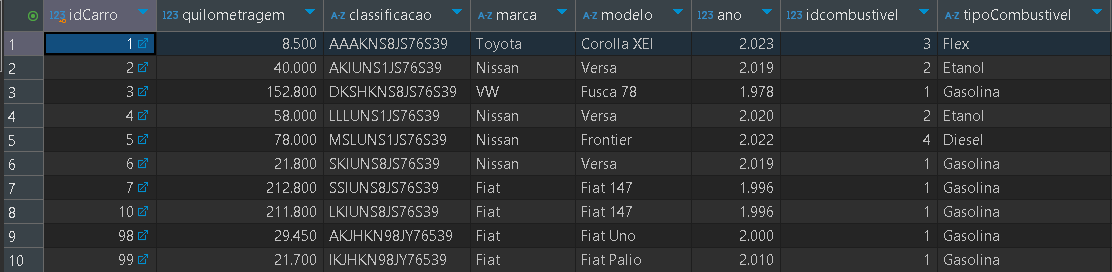 123 idCarro 123 quilometragem A-Z classificacao A-Z marca A-Z modelo 123 ano 123 idcombustivel A-Z tipoCombustivel
1 1 8.500 AAAKNS8JS76S39 Toyota Corolla XEI 2.023 3 Flex
2 2 40.000 AKIUNS1JS76S39 Nissan Versa 2.019 2 Etanol
3 3 152.800 DKSHKNS8JS76S39 VW Fusca 78 1.978 1 Gasolina
4 4 58.000 LLLUNS1JS76S39 Nissan Versa 2.020 2 Etanol
5 5 78.000 MSLUNS1JS76S39 Nissan Frontier 2.022 4 Diesel
6 6 21.800 SKIUNS8JS76S39 Nissan Versa 2.019 1 Gasolina
7 7 212.800 SSIUNS8JS76S39 Fiat Fiat 147 1.996 1 Gasolina
8 10 211.800 LKIUNS8JS76S39 Fiat Fiat 147 1.996 1 Gasolina
9 98 29.450 AKJHKN98JY76539 Fiat Fiat Uno 2.000 1 Gasolina
10 99 21.700 IKJHKN98JY76539 Fiat Fiat Palio 2.010 1 Gasolina